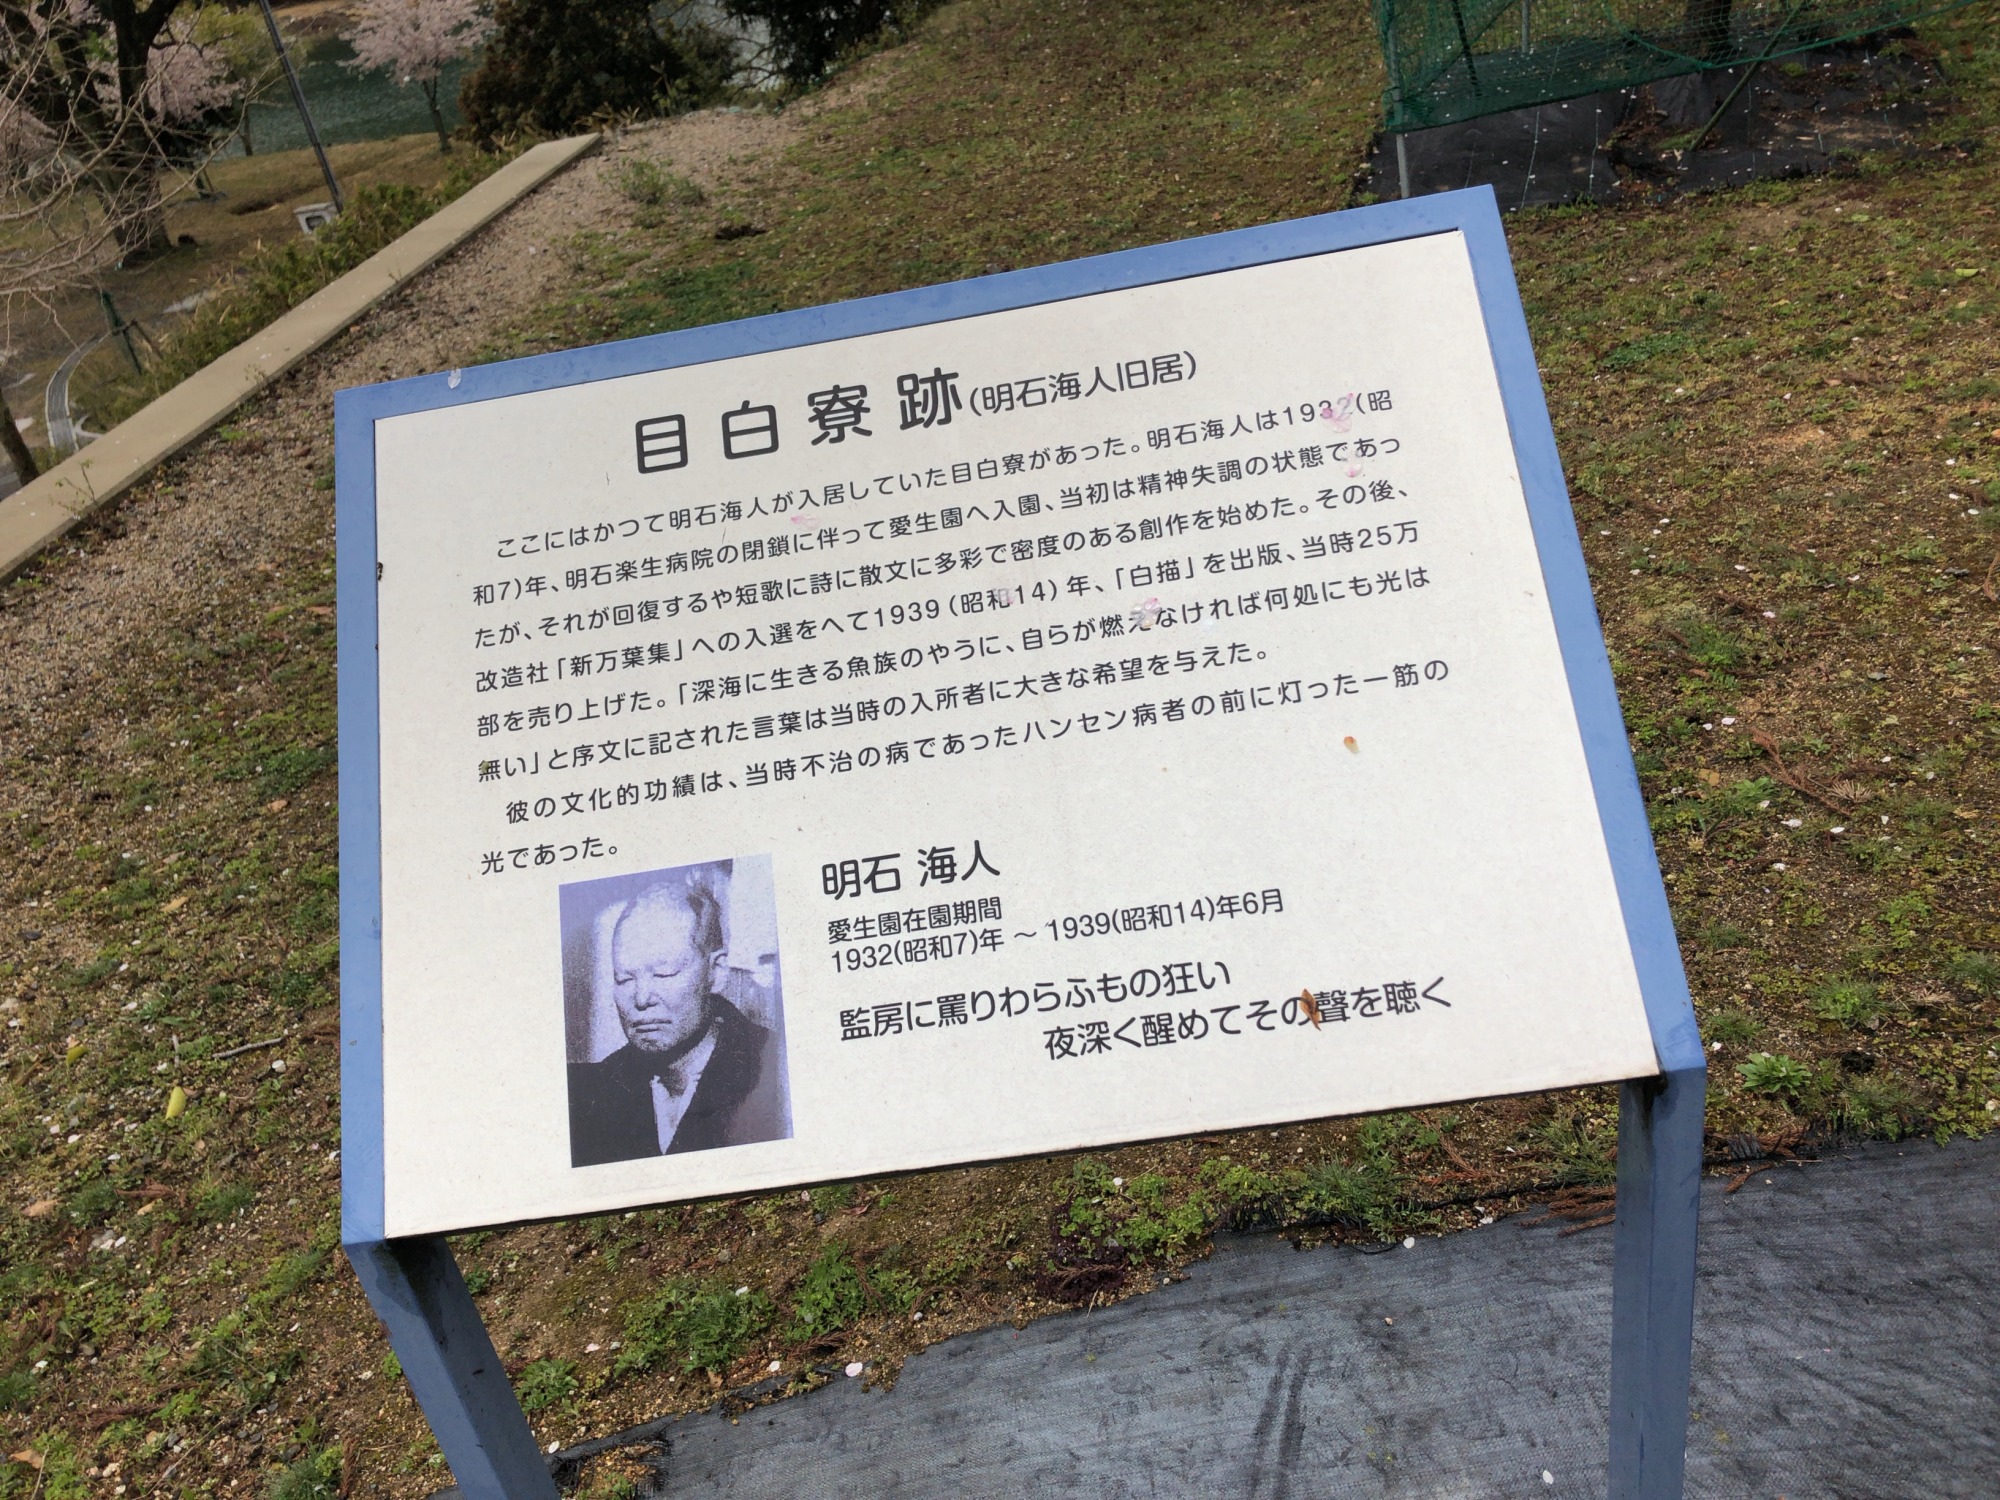 目白寮跡(明石海人旧居)
ここにはかつて明石海人が入居していた目白寮があった。明石海人は1932(昭
和7)年、明石楽生病院の閉鎖に伴って愛生園へ入園、当初は精神失調の状態であっ
たが、それが回復するや短歌に詩に散文に多彩で密度のある創作を始めた。その後、
改造社「新万葉集」への入選をへて1939(昭和14)年、「白描」を出版、当時25万
部を売り上げた。「深海に生きる魚族のやうに、自らが燃えなければ何処にも光は
無い」と序文に記された言葉は当時の入所者に大きな希望を与えた。
彼の文化的功績は、当時不治の病であったハンセン病者の前に灯った一筋の
光であった。
明石 海人
愛生園在園期間
1932(昭和7)年 ～ 1939(昭和14)年6月
監房に罵りわらふもの狂い
夜深く醒めてその聲を聴く